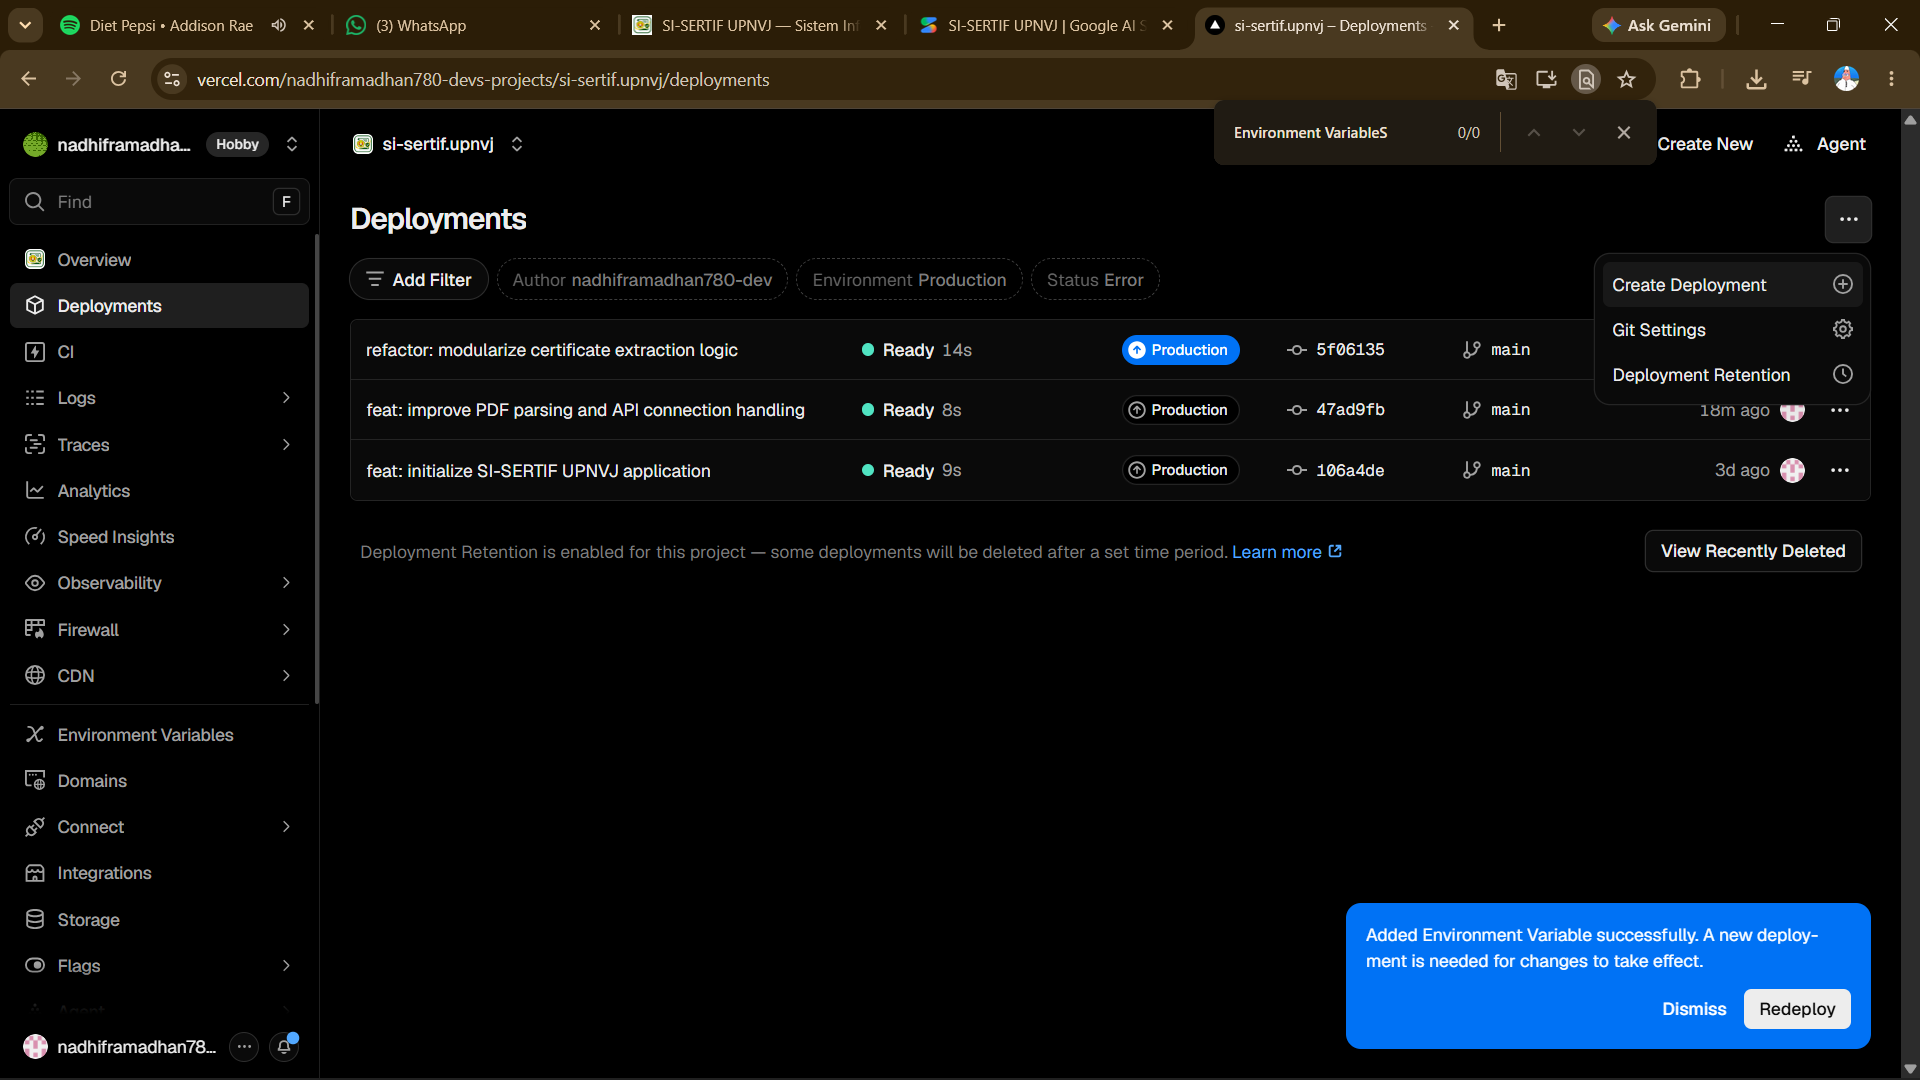 Diet Pepsi • Addison Rae
(3) WhatsApp
SI-SERTIF UPNVJ — Sistem Inf
SI-SERTIF UPNVJ | Google AI S
si-sertif.upnvj – Deployments
Ask Gemini
vercel.com/nadhiframadhan780-devs-projects/si-sertif.upnvj/deployments
Environment VariableS
0/0
nadhiframadha...
Hobby
si-sertif.upnvj
Create New
Agent
Find
F
Deployments
Overview
Deployments
CI
Logs
Traces
Analytics
Speed Insights
Observability
Firewall
CDN
Environment Variables
Domains
Connect
Integrations
Storage
Flags
Agent
nadhiframadhan78...
Add Filter
Author nadhiframadhan780-dev
Environment Production
Status Error
Create Deployment
Git Settings
Deployment Retention
refactor: modularize certificate extraction logic
Ready 14s
Production
5f06135
main
feat: improve PDF parsing and API connection handling
Ready 8s
Production
47ad9fb
main
18m ago
feat: initialize SI-SERTIF UPNVJ application
Ready 9s
Production
106a4de
main
3d ago
Deployment Retention is enabled for this project — some deployments will be deleted after a set time period. Learn more
View Recently Deleted
Added Environment Variable successfully. A new deploy-
ment is needed for changes to take effect.
Dismiss
Redeploy